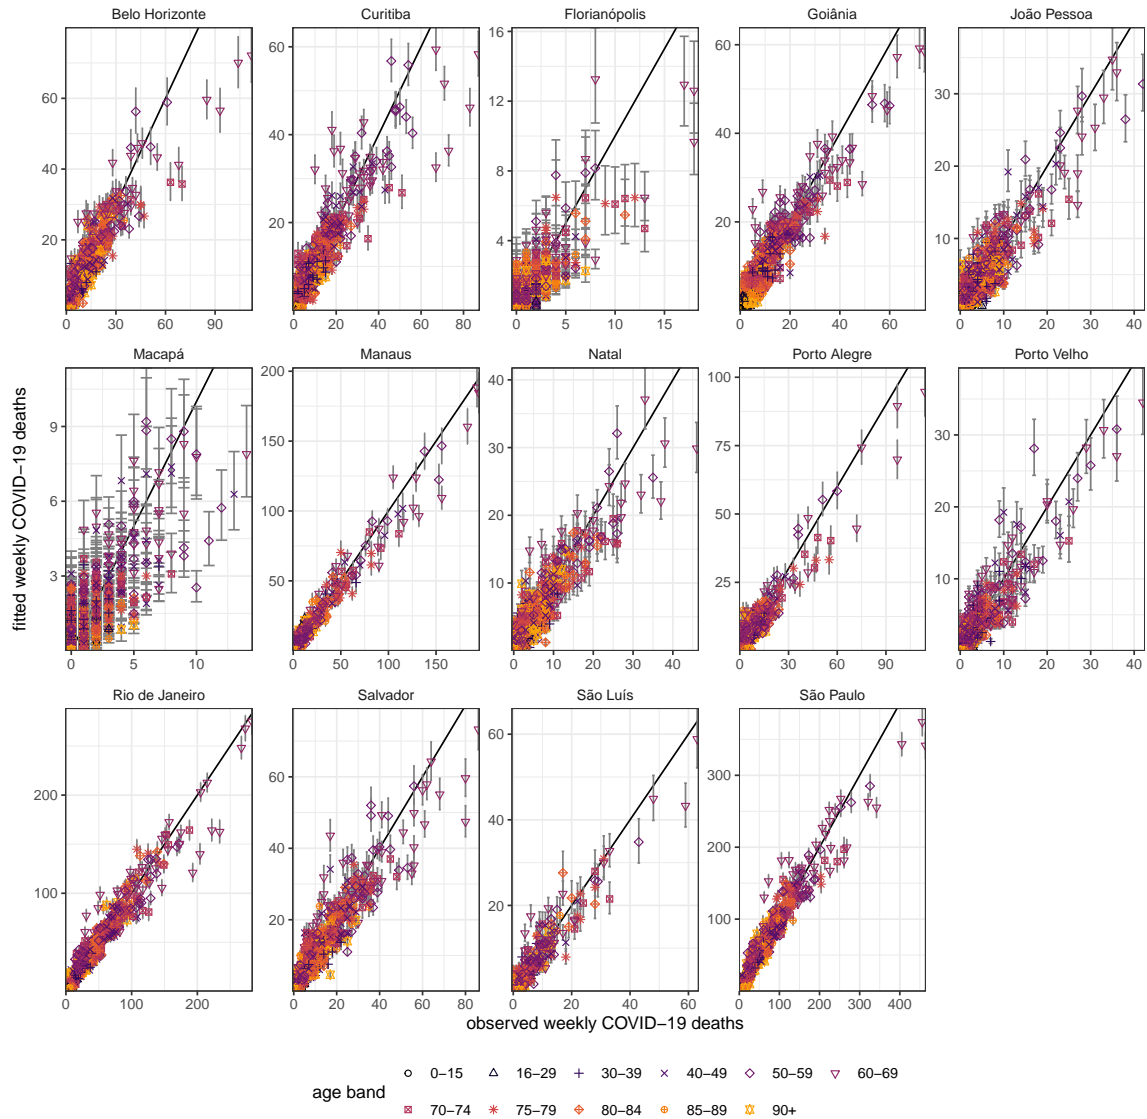 Belo Horizonte Curitiba Florianópolis Goiânia João Pessoa
20 40 60
0 30 60 90
20 40 60
0 20 40 60 80
4 8 12 16
0 5 10 15
20 40 60
0 20 40 60
10 20 30
0 10 20 30 40
Macapá Manaus Natal Porto Alegre Porto Velho
3 6 9
0 5 10
50 100 150 200
0 50 100 150
10 20 30 40
0 10 20 30 40
25 50 75 100
0 30 60 90
10 20 30
0 10 20 30 40
Rio de Janeiro Salvador São Luís São Paulo
100 200
0 100 200
20 40 60
0 20 40 60 80
20 40 60
0 20 40 60
100 200 300
0 100 200 300 400
fitted weekly COVID−19 deaths
observed weekly COVID−19 deaths
age band
0−15 16−29 30−39 40−49 50−59 60−69
70−74 75−79 80−84 85−89 90+